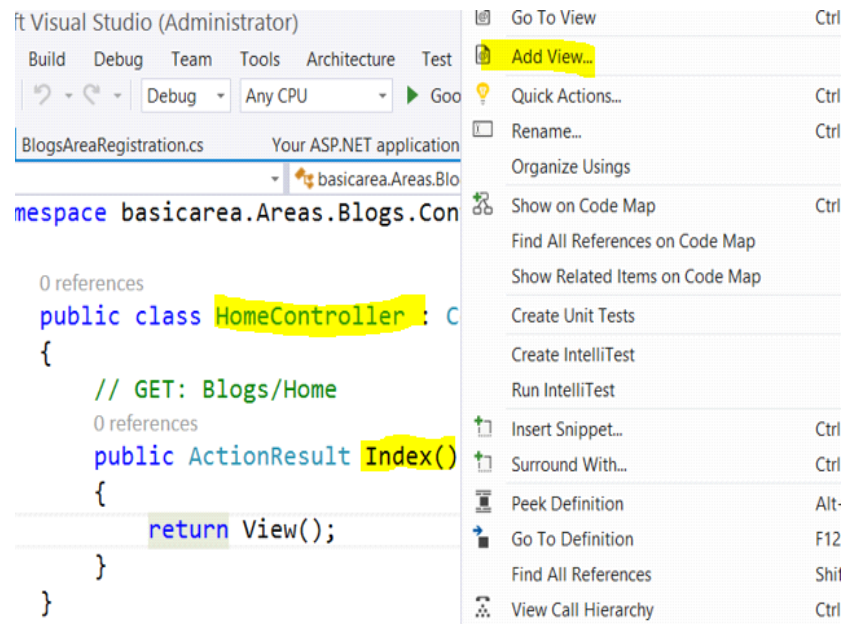 ft Visual Studio (Administrator)
Build Debug Team Tools Architecture Test
Debug Any CPU Goo
BlogsAreaRegistration.cs Your ASP.NET application
basicarea.Areas.Blo
mespace basicarea.Areas.Blogs.Con
0 references
public class HomeController : C
{
// GET: Blogs/Home
0 references
public ActionResult Index()
{
return View();
}
}
Go To View Ctrl
Add View...
Quick Actions... Ctrl
Rename... Ctrl
Organize Usings
Show on Code Map Ctrl
Find All References on Code Map
Show Related Items on Code Map
Create Unit Tests
Create IntelliTest
Run IntelliTest
Insert Snippet... Ctrl
Surround With... Ctrl
Peek Definition Alt-
Go To Definition F12
Find All References Shif
View Call Hierarchy Ctrl